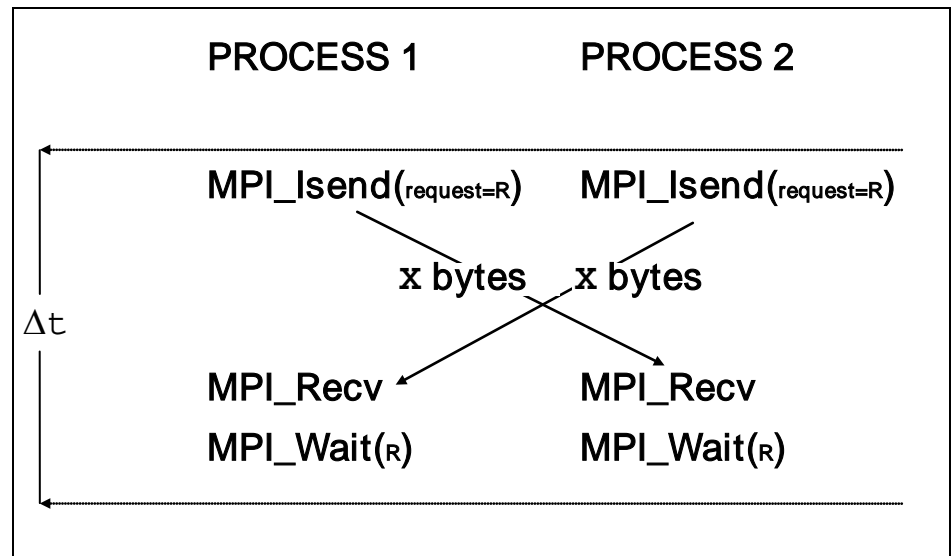 PROCESS 1 PROCESS 2
MPI_Isend(request=R) MPI_Isend(request=R)
x bytes x bytes
Δt
MPI_Recv MPI_Recv
MPI_Wait(R) MPI_Wait(R)